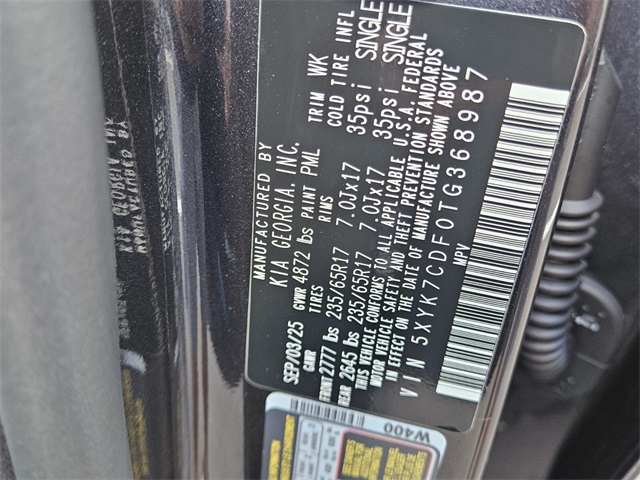 MANUFACTURED BY
KIA GEORGIA, INC.
SEP/03/25 GVWR 4872 lbs PAINT PML TRIM WK
GAWR TIRES RIMS COLD TIRE INFL
FRONT 2777 lbs 235/65R17 7.0Jx17 35psi SINGLE
REAR 2645 lbs 235/65R17 7.0Jx17 35psi SINGLE
THIS VEHICLE CONFORMS TO ALL APPLICABLE U.S.A. FEDERAL
MOTOR VEHICLE SAFETY AND THEFT PREVENTION STANDARDS
IN EFFECT ON THE DATE OF MANUFACTURE SHOWN ABOVE
VIN 5XYK7CDF0TG368987
MPV
W400